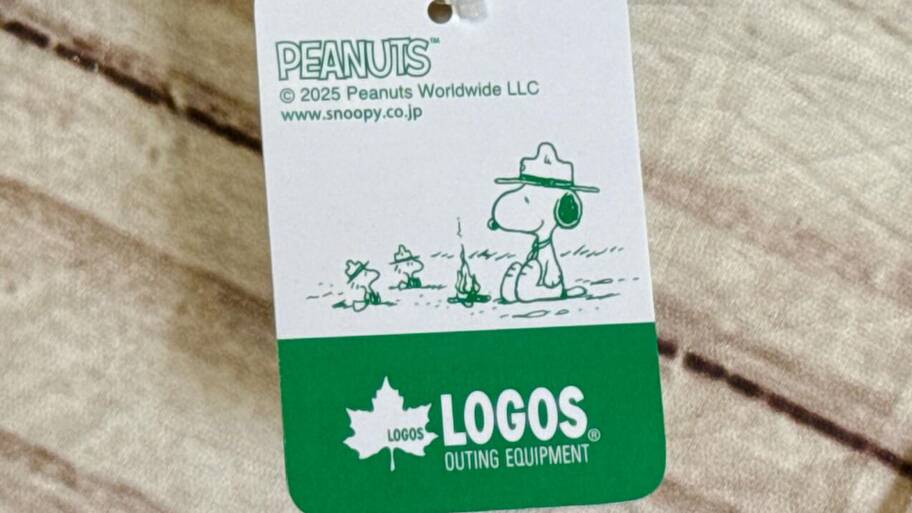 PEANUTS™
© 2025 Peanuts Worldwide LLC
www.snoopy.co.jp
LOGOS
LOGOS®
OUTING EQUIPMENT